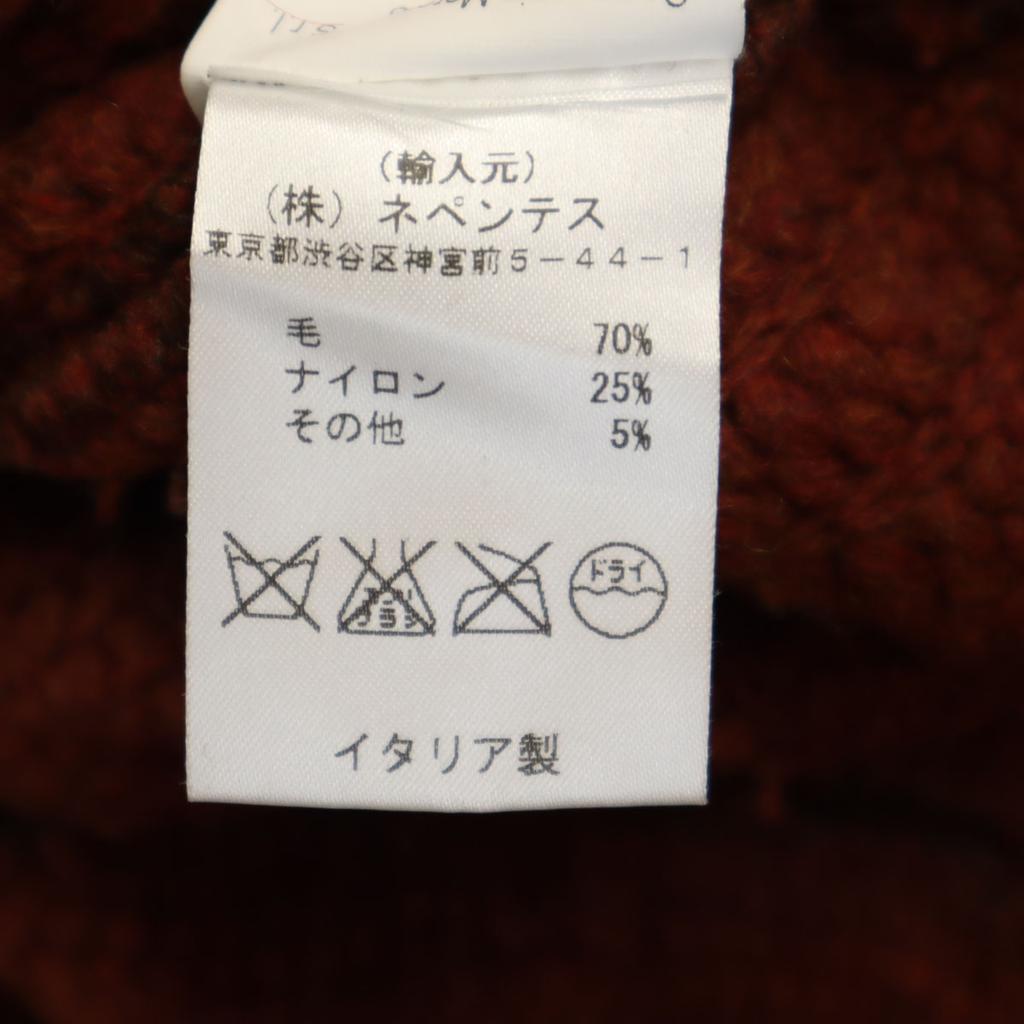 (輸入元)
(株) ネペンテス
東京都渋谷区神宮前5-44-1
毛 70%
ナイロン 25%
その他 5%
ドライ
イタリア製